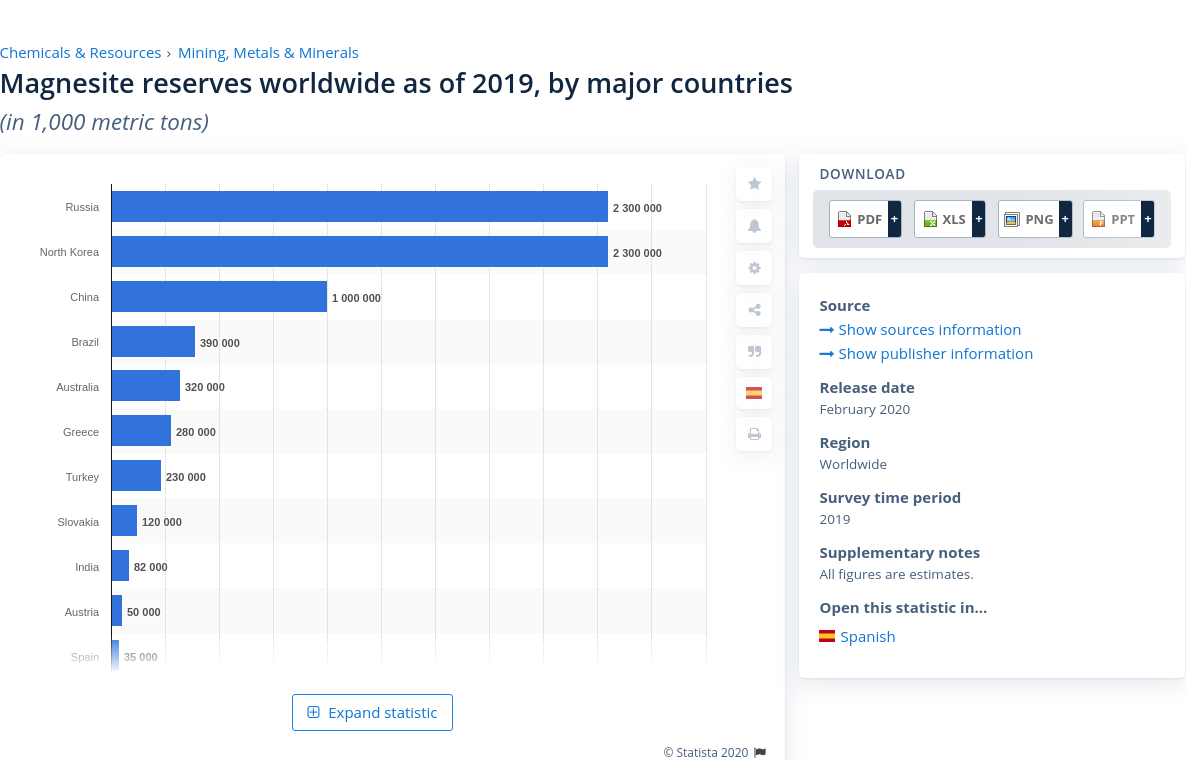 Chemicals & Resources › Mining, Metals & Minerals
Magnesite reserves worldwide as of 2019, by major countries
(in 1,000 metric tons)
Russia 2 300 000
North Korea 2 300 000
China 1 000 000
Brazil 390 000
Australia 320 000
Greece 280 000
Turkey 230 000
Slovakia 120 000
India 82 000
Austria 50 000
Spain 35 000
Expand statistic
© Statista 2020
DOWNLOAD
PDF + XLS + PNG + PPT +
Source
Show sources information
Show publisher information
Release date
February 2020
Region
Worldwide
Survey time period
2019
Supplementary notes
All figures are estimates.
Open this statistic in...
Spanish